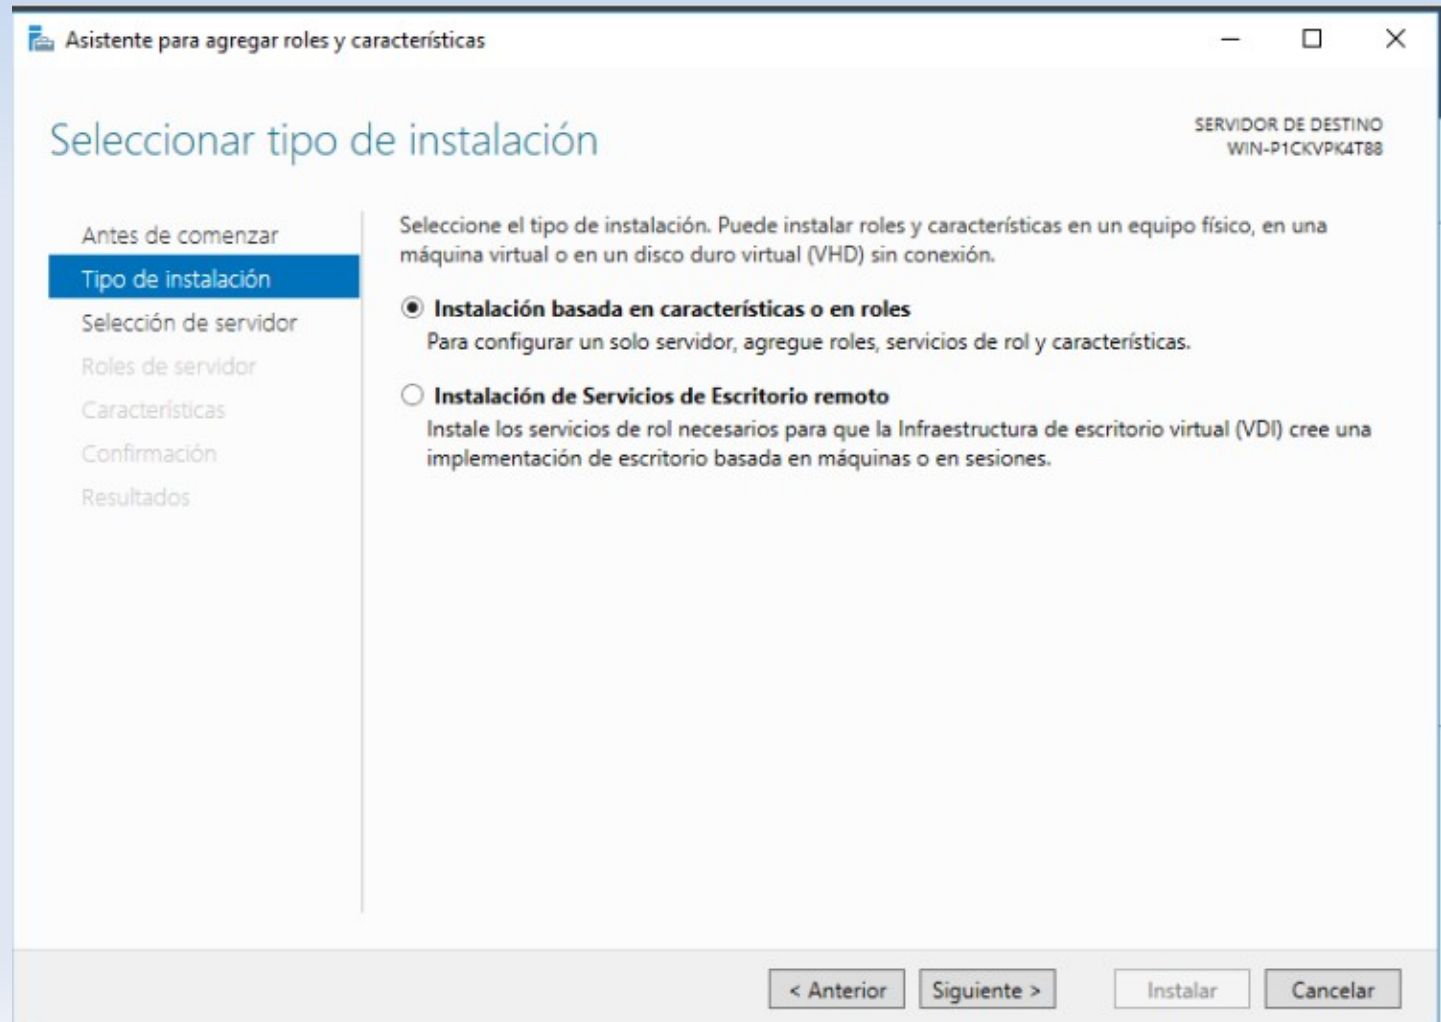 Asistente para agregar roles y características
Seleccionar tipo de instalación
SERVIDOR DE DESTINO
WIN-P1CKVPK4T88
Antes de comenzar
Tipo de instalación
Selección de servidor
Roles de servidor
Características
Confirmación
Resultados
Seleccione el tipo de instalación. Puede instalar roles y características en un equipo físico, en una
máquina virtual o en un disco duro virtual (VHD) sin conexión.
Instalación basada en características o en roles
Para configurar un solo servidor, agregue roles, servicios de rol y características.
Instalación de Servicios de Escritorio remoto
Instale los servicios de rol necesarios para que la Infraestructura de escritorio virtual (VDI) cree una
implementación de escritorio basada en máquinas o en sesiones.
< Anterior
Siguiente >
Instalar
Cancelar